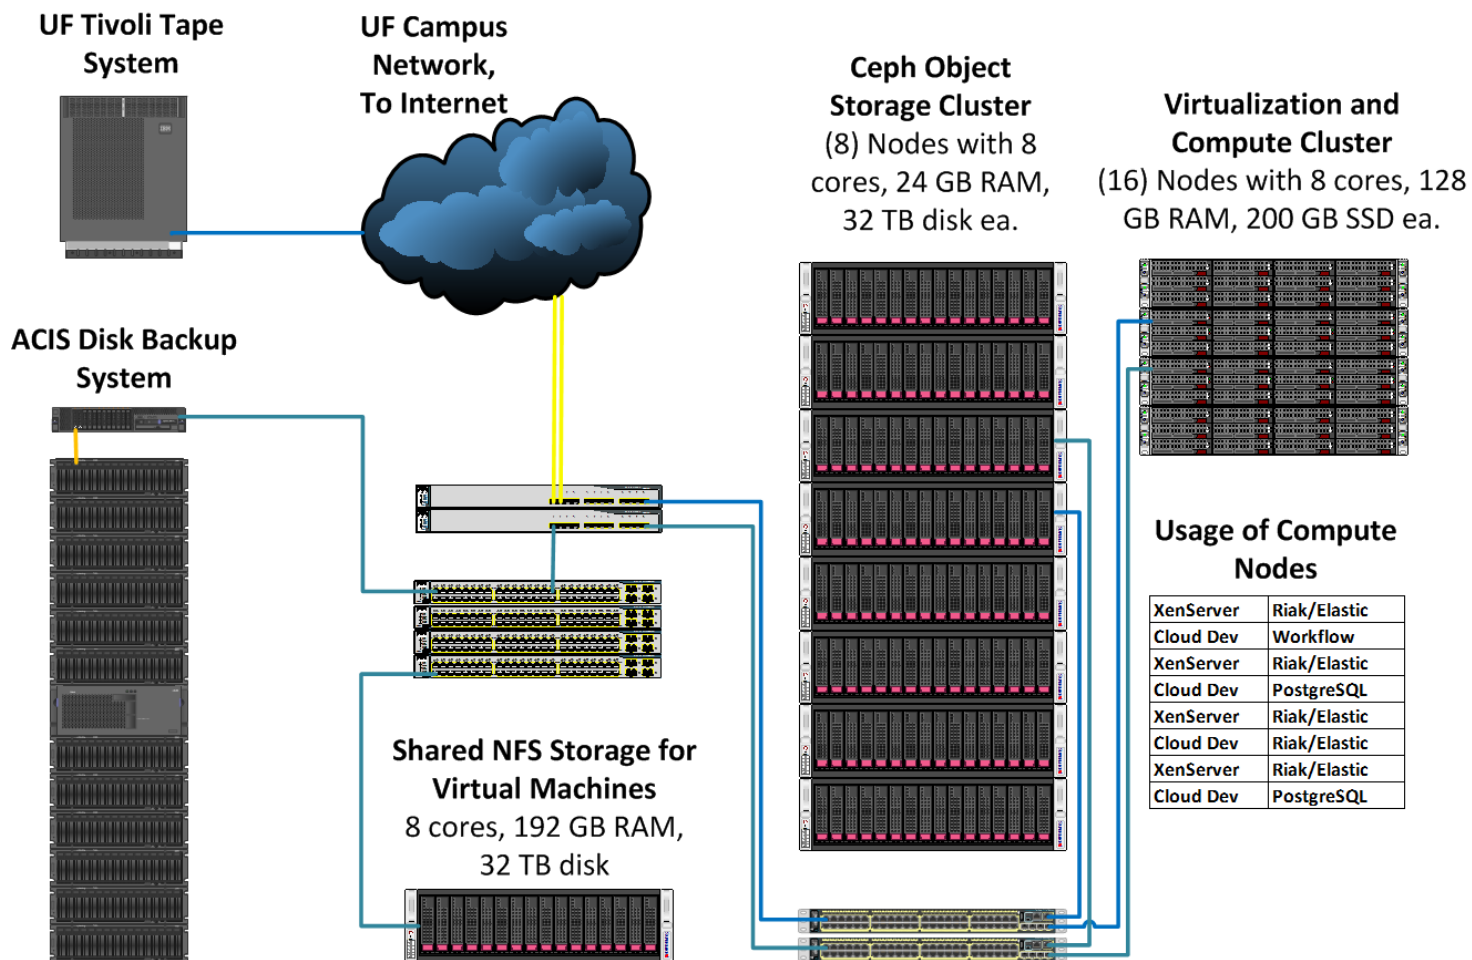 UF Tivoli Tape
System
UF Campus
Network,
To Internet
Ceph Object
Storage Cluster
(8) Nodes with 8
cores, 24 GB RAM,
32 TB disk ea.
Virtualization and
Compute Cluster
(16) Nodes with 8 cores, 128
GB RAM, 200 GB SSD ea.
ACIS Disk Backup
System
Usage of Compute
Nodes
XenServer Riak/Elastic
Cloud Dev Workflow
XenServer Riak/Elastic
Cloud Dev PostgreSQL
XenServer Riak/Elastic
Cloud Dev Riak/Elastic
XenServer Riak/Elastic
Cloud Dev PostgreSQL
Shared NFS Storage for
Virtual Machines
8 cores, 192 GB RAM,
32 TB disk